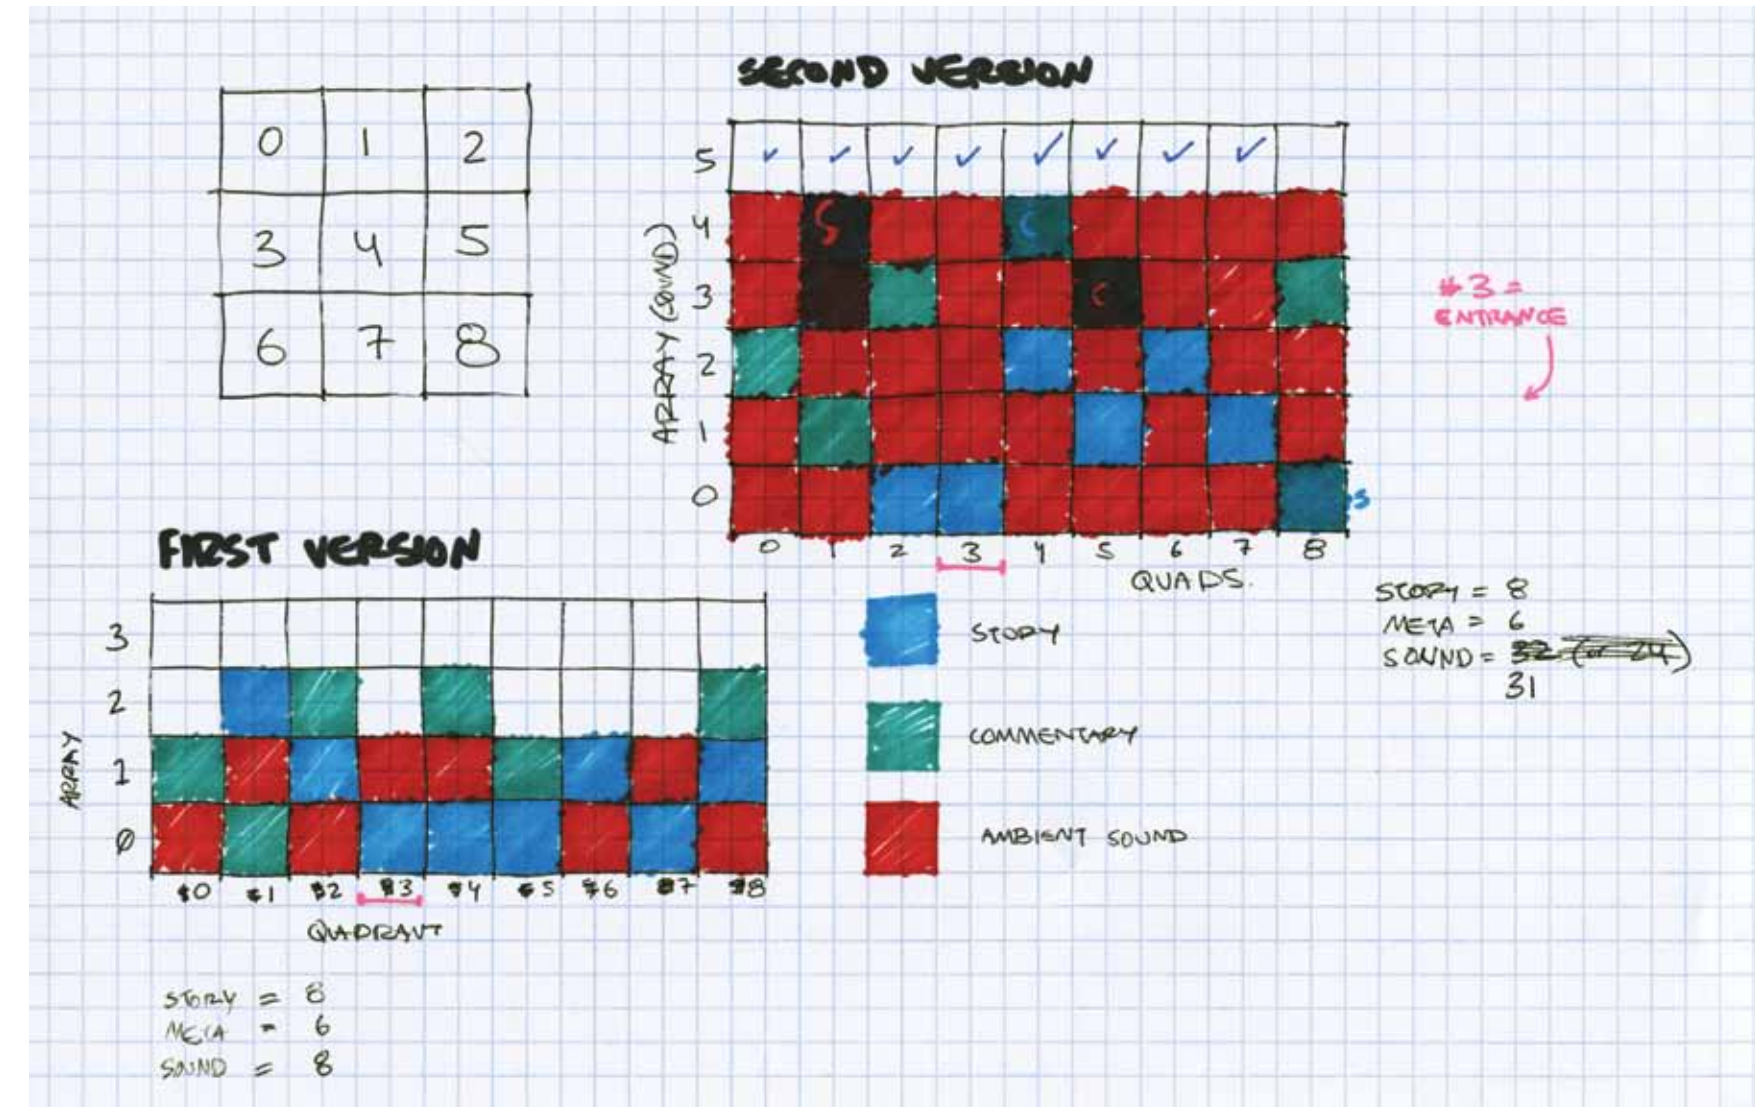 SECOND VERSION
0 1 2
3 4 5
6 7 8
5 ✓ ✓ ✓ ✓ ✓ ✓ ✓ ✓
4 S C
3 C
2
1
0 S
ARRAY (SOUND)
0 1 2 3 4 5 6 7 8
QUADS.
#3 =
ENTRANCE
STORY = 8
META = 6
SOUND = 32 (or 24)
31
STORY
COMMENTARY
AMBIENT SOUND
FIRST VERSION
3
2
1
0
ARRAY
#0 #1 #2 #3 #4 #5 #6 #7 #8
QUADRANT
STORY = 8
META = 6
SOUND = 8